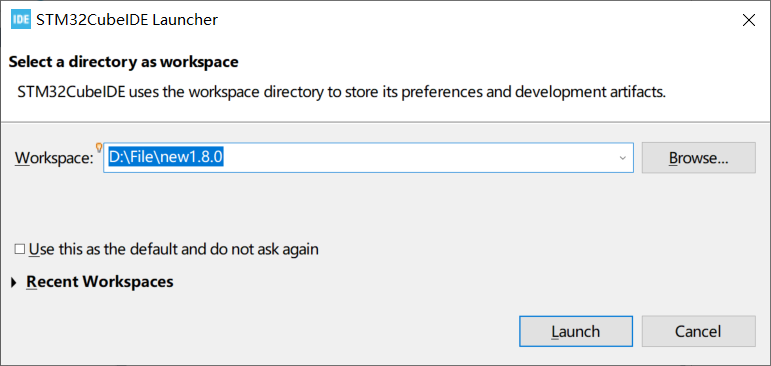 IDE STM32CubeIDE Launcher
Select a directory as workspace
STM32CubeIDE uses the workspace directory to store its preferences and development artifacts.
Workspace: D:\File\new1.8.0 Browse...
Use this as the default and do not ask again
Recent Workspaces
Launch Cancel